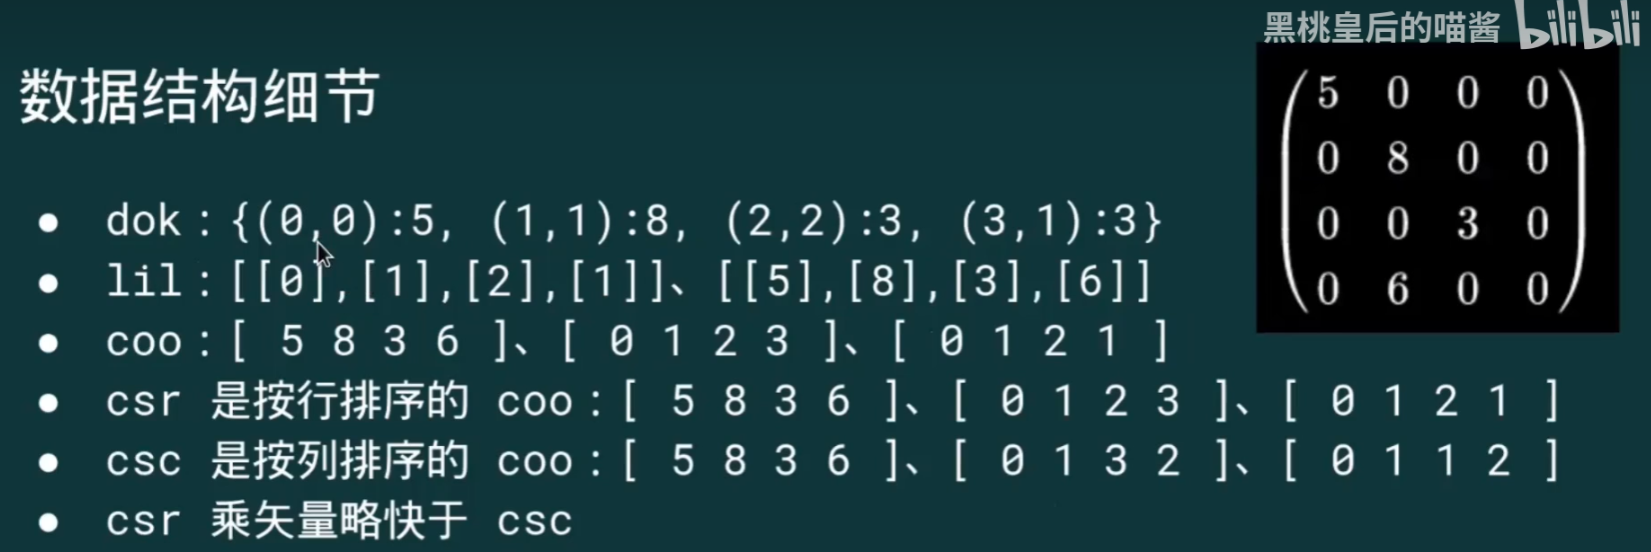 黑桃皇后的喵酱 bilibili
数据结构细节
5 0 0 0
0 8 0 0
0 0 3 0
0 6 0 0
● dok：{(0,0):5, (1,1):8, (2,2):3, (3,1):3}
● lil：[[0],[1],[2],[1]]、[[5],[8],[3],[6]]
● coo：[ 5 8 3 6 ]、[ 0 1 2 3 ]、[ 0 1 2 1 ]
● csr 是按行排序的 coo：[ 5 8 3 6 ]、[ 0 1 2 3 ]、[ 0 1 2 1 ]
● csc 是按列排序的 coo：[ 5 8 3 6 ]、[ 0 1 3 2 ]、[ 0 1 1 2 ]
● csr 乘矢量略快于 csc